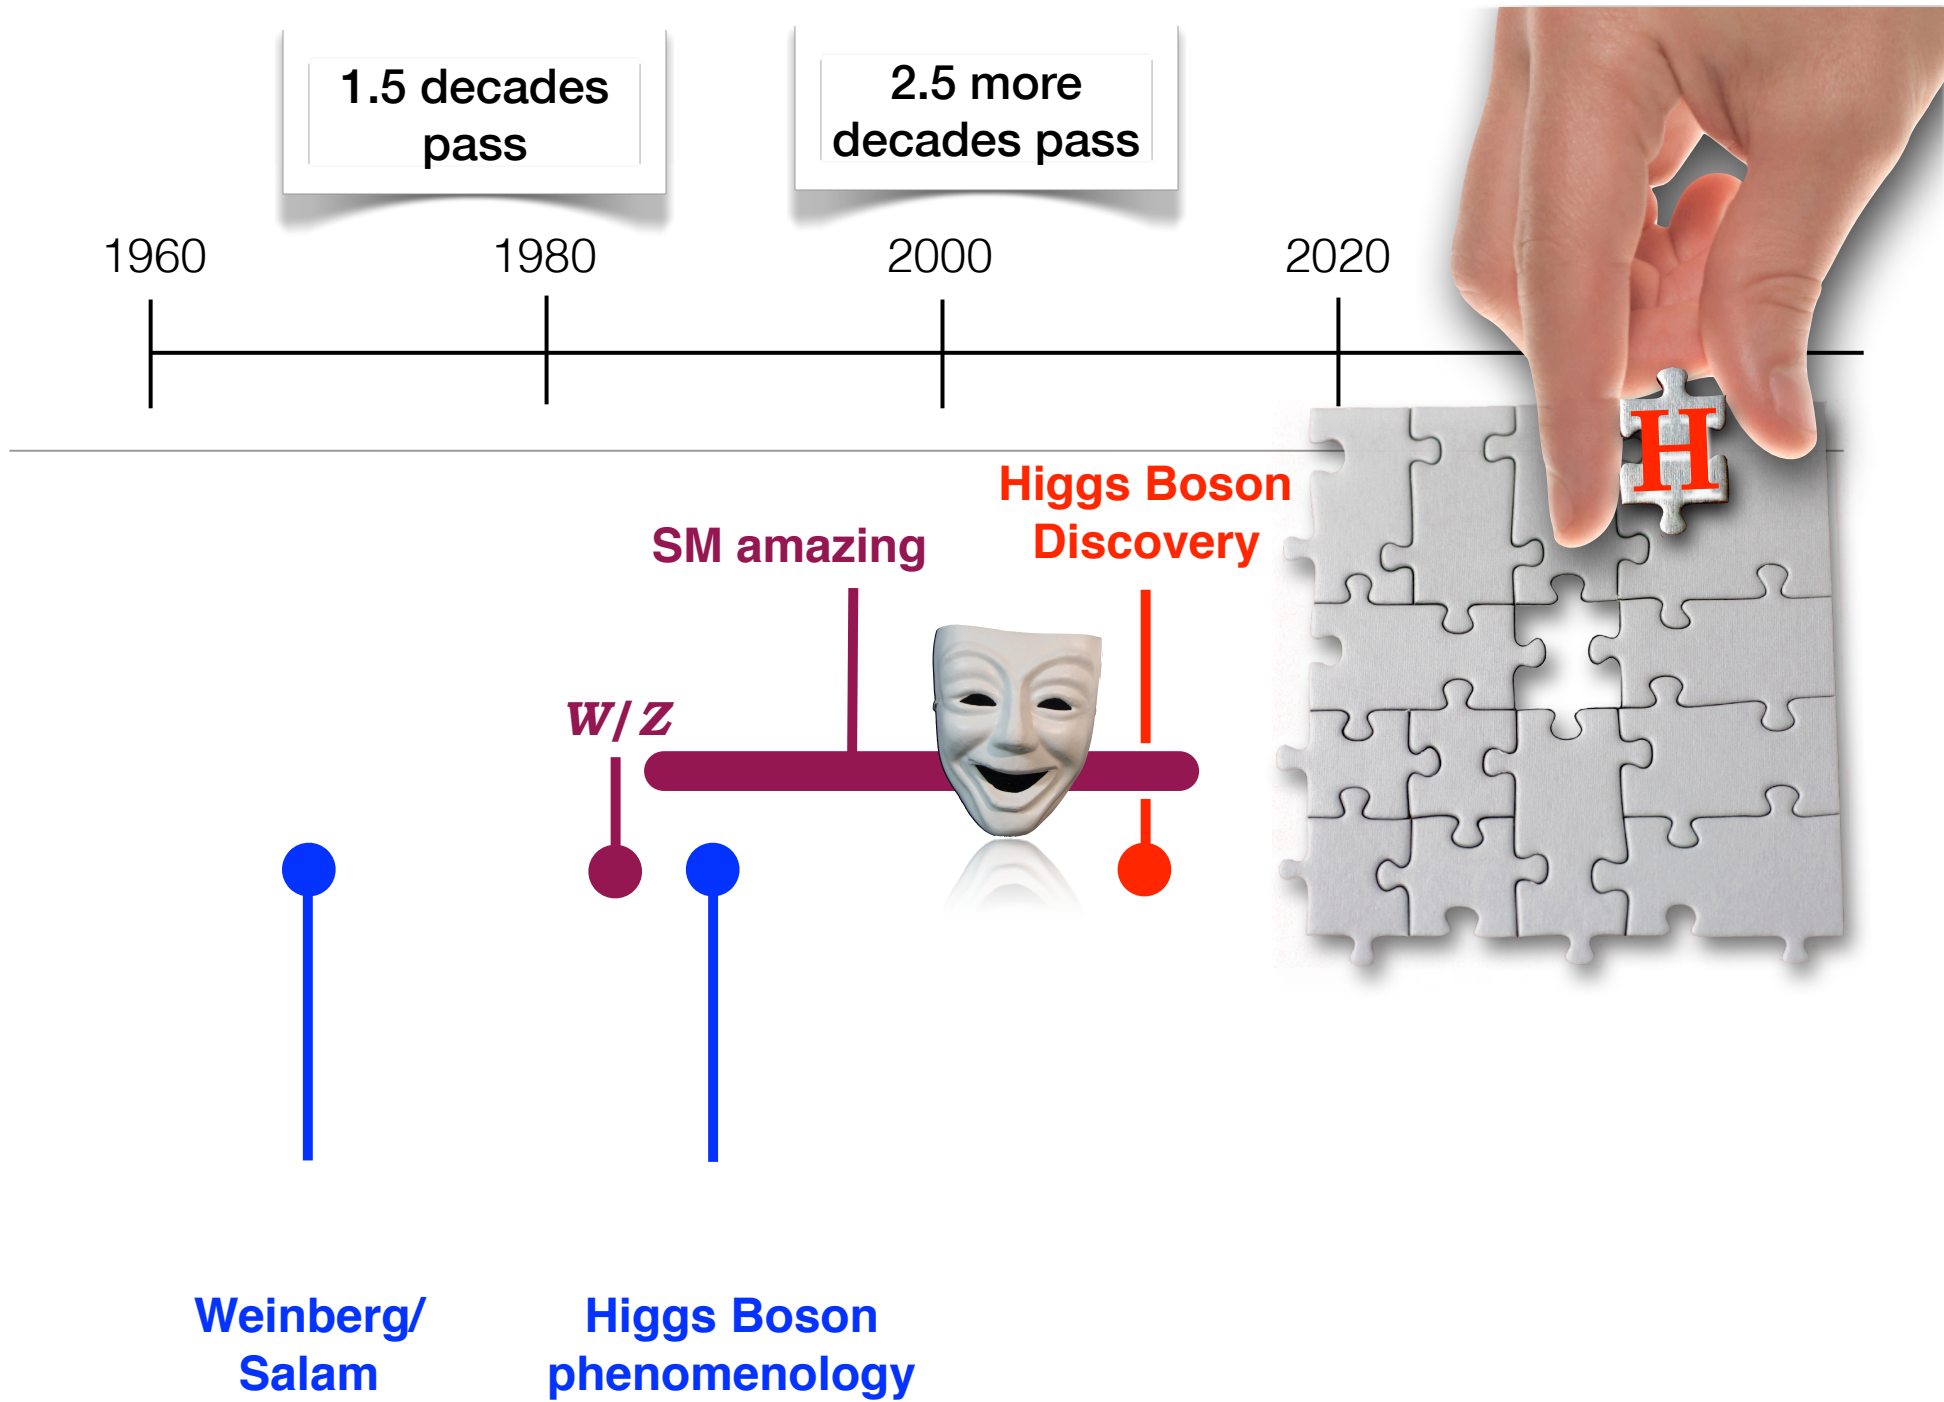 1.5 decades
pass
2.5 more
decades pass
1960
1980
2000
2020
H
Higgs Boson
Discovery
SM amazing
W/Z
Weinberg/
Salam
Higgs Boson
phenomenology